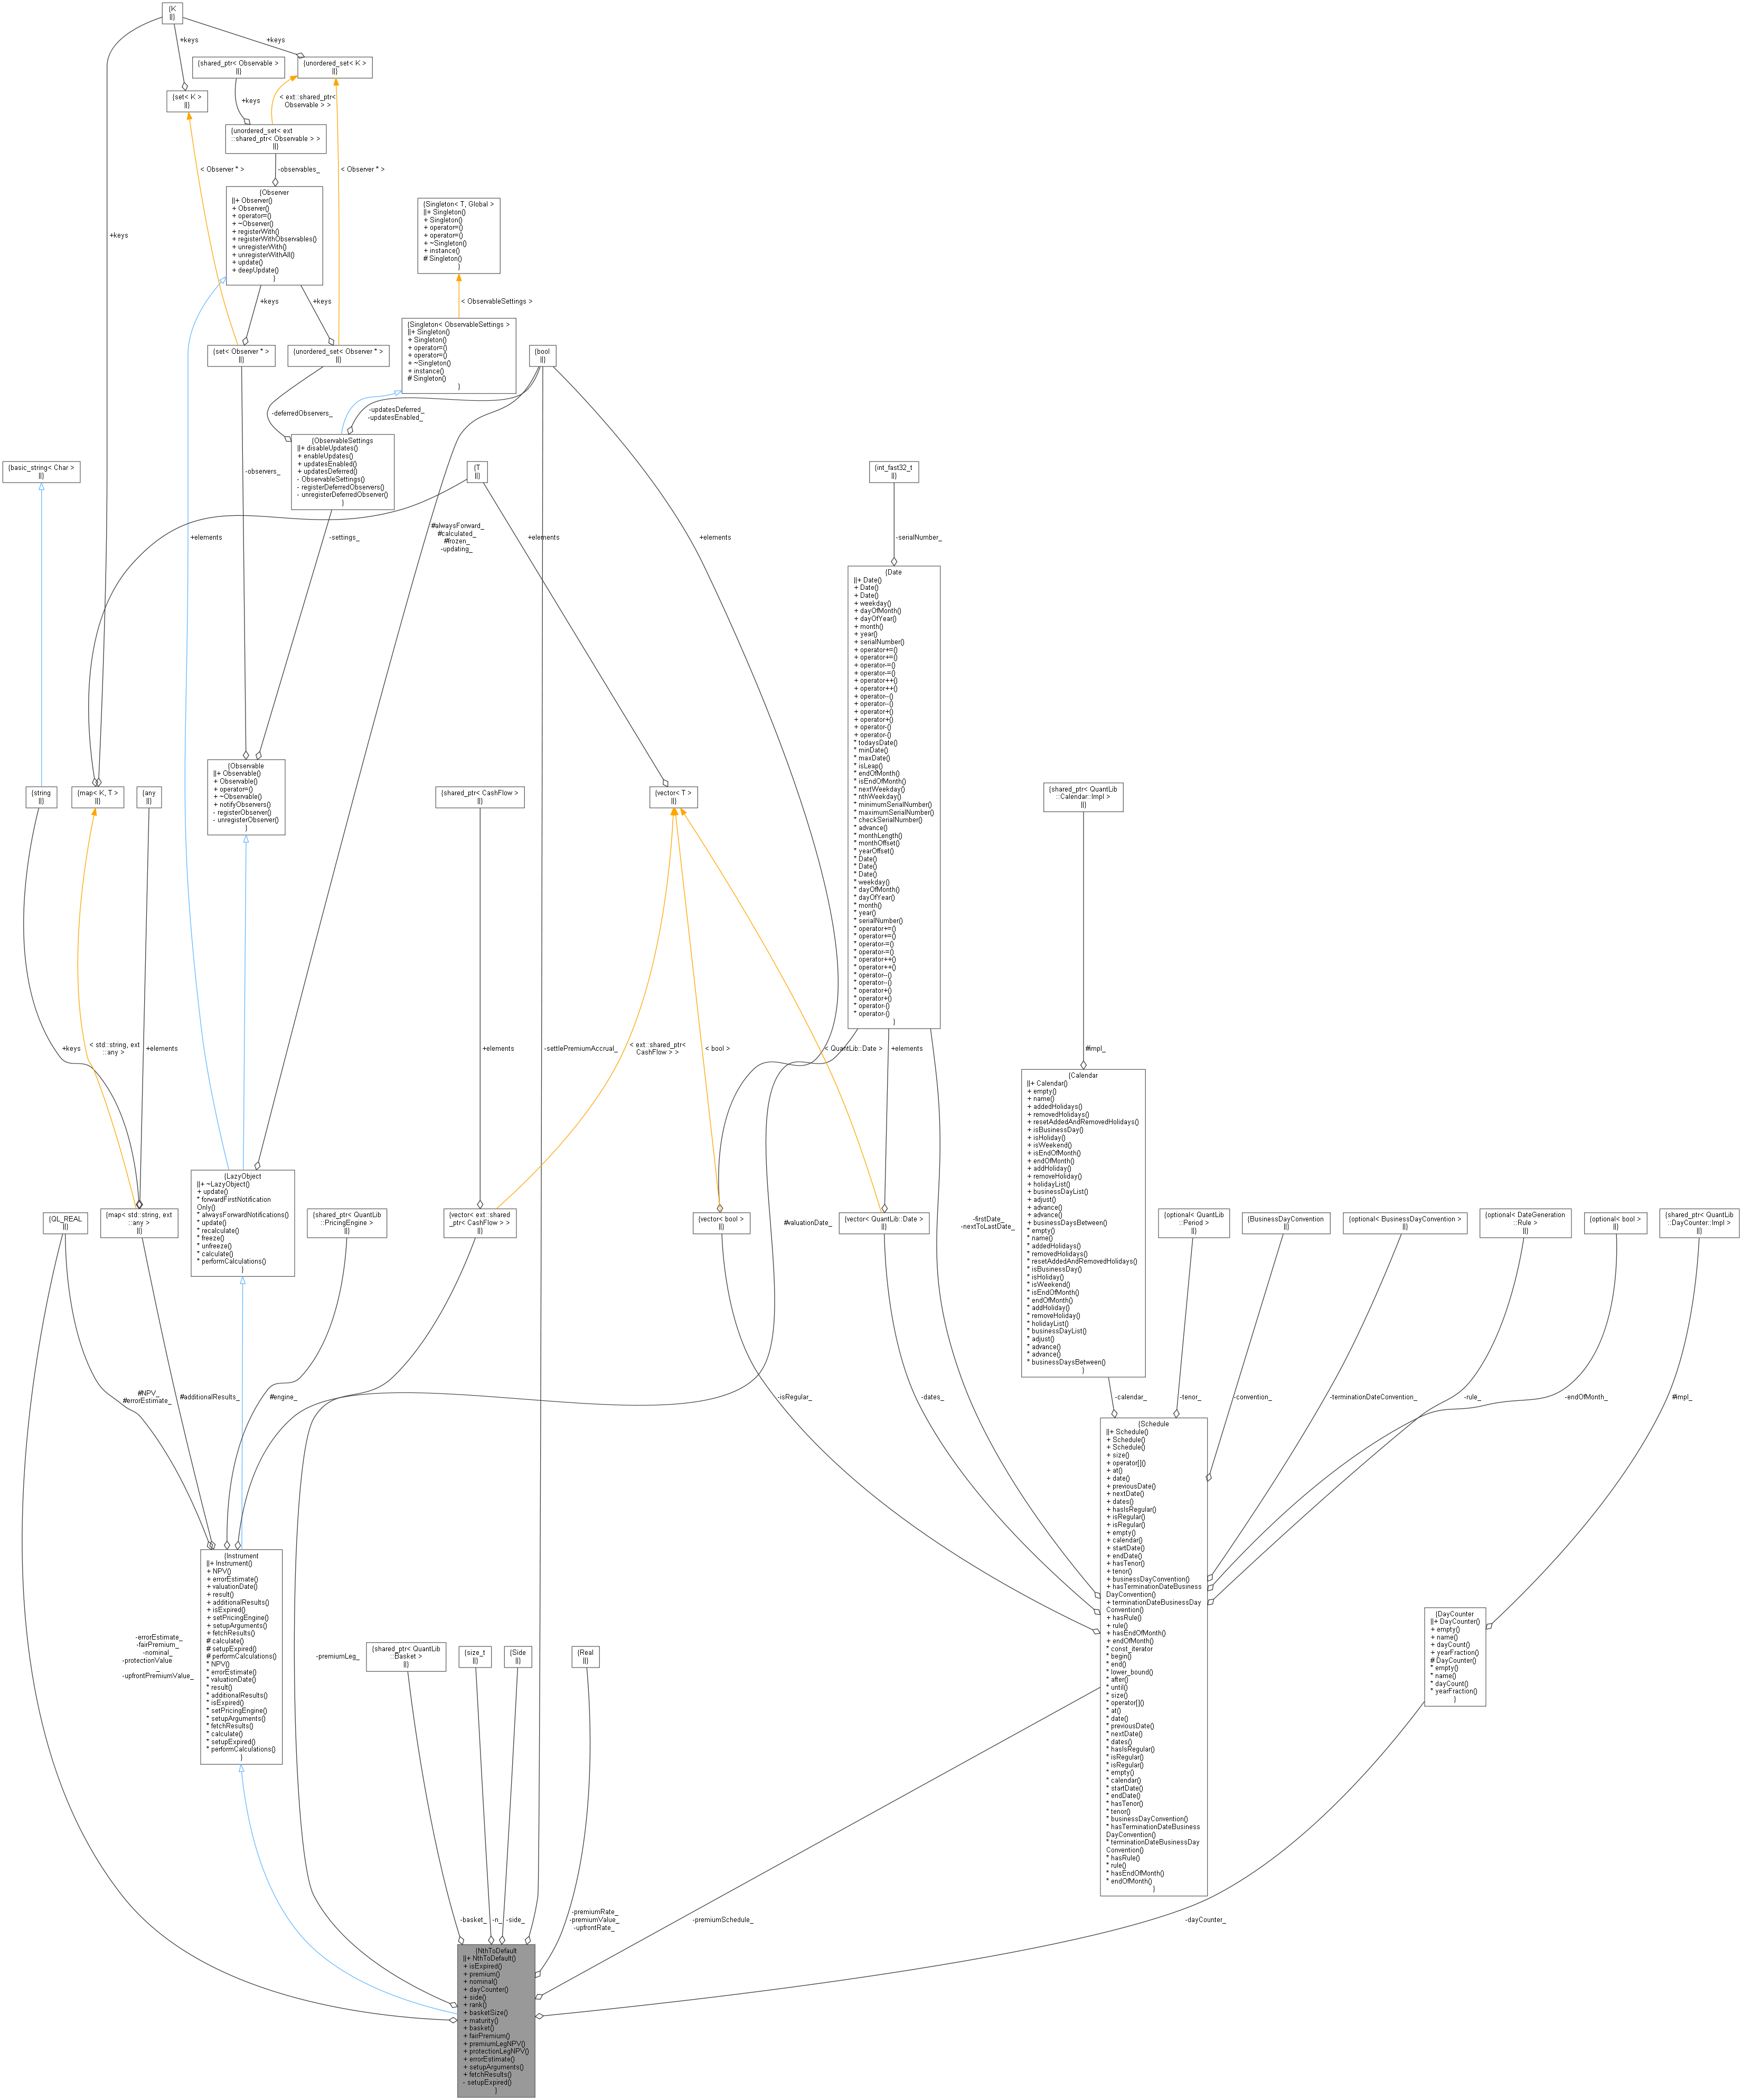 {K
||}
+keys
+keys
{shared_ptr< Observable >
||}
{unordered_set< K >
||}
{set< K >
||}
+keys
< ext::shared_ptr<
Observable > >
{unordered_set< ext
::shared_ptr< Observable > >
||}
< Observer * >
-observables_
< Observer * >
{Observer
||+ Observer()
+ Observer()
+ operator=()
+ ~Observer()
+ registerWith()
+ registerWithObservables()
+ unregisterWith()
+ unregisterWithAll()
+ update()
+ deepUpdate()
}
{Singleton< T, Global >
||+ Singleton()
+ Singleton()
+ operator=()
+ operator=()
+ ~Singleton()
+ instance()
# Singleton()
}
+keys
+keys
+keys
< ObservableSettings >
{set< Observer * >
||}
{unordered_set< Observer * >
||}
{Singleton< ObservableSettings >
||+ Singleton()
+ Singleton()
+ operator=()
+ operator=()
+ ~Singleton()
+ instance()
# Singleton()
}
{bool
||}
-deferredObservers_
-updatesDeferred_
-updatesEnabled_
{ObservableSettings
||+ disableUpdates()
+ enableUpdates()
+ updatesEnabled()
+ updatesDeferred()
- ObservableSettings()
- registerDeferredObservers()
- unregisterDeferredObserver()
}
{basic_string< Char >
||}
-observers_
{T
||}
{int_fast32_t
||}
+elements
-settings_
#alwaysForward_
#calculated_
#frozen_
-updating_
+elements
+elements
-serialNumber_
{Date
||+ Date()
+ Date()
+ Date()
+ weekday()
+ dayOfMonth()
+ dayOfYear()
+ month()
+ year()
+ serialNumber()
+ operator+=()
+ operator+=()
+ operator-=()
+ operator-=()
+ operator++()
+ operator++()
+ operator--()
+ operator--()
+ operator+()
+ operator+()
+ operator-()
+ operator-()
* todaysDate()
* minDate()
* maxDate()
* isLeap()
* endOfMonth()
* isEndOfMonth()
* nextWeekday()
* nthWeekday()
* minimumSerialNumber()
* maximumSerialNumber()
* checkSerialNumber()
* advance()
* monthLength()
* monthOffset()
* yearOffset()
* Date()
* Date()
* Date()
* weekday()
* dayOfMonth()
* dayOfYear()
* month()
* year()
* serialNumber()
* operator+=()
* operator+=()
* operator-=()
* operator-=()
* operator++()
* operator++()
* operator--()
* operator--()
* operator+()
* operator+()
* operator-()
* operator-()
}
{string
||}
{map< K, T >
||}
{any
||}
{Observable
||+ Observable()
+ Observable()
+ operator=()
+ ~Observable()
+ notifyObservers()
- registerObserver()
- unregisterObserver()
}
{shared_ptr< CashFlow >
||}
{vector< T >
||}
{shared_ptr< QuantLib
::Calendar::Impl >
||}
+keys
< std::string, ext
::any >
+elements
+elements
-settlePremiumAccrual_
< ext::shared_ptr<
CashFlow > >
< bool >
< QuantLib::Date >
+elements
#impl_
{Calendar
||+ Calendar()
+ empty()
+ name()
+ addedHolidays()
+ removedHolidays()
+ resetAddedAndRemovedHolidays()
+ isBusinessDay()
+ isHoliday()
+ isWeekend()
+ isEndOfMonth()
+ endOfMonth()
+ addHoliday()
+ removeHoliday()
+ holidayList()
+ businessDayList()
+ adjust()
+ advance()
+ advance()
+ businessDaysBetween()
* empty()
* name()
* addedHolidays()
* removedHolidays()
* resetAddedAndRemovedHolidays()
* isBusinessDay()
* isHoliday()
* isWeekend()
* isEndOfMonth()
* endOfMonth()
* addHoliday()
* removeHoliday()
* holidayList()
* businessDayList()
* adjust()
* advance()
* advance()
* businessDaysBetween()
}
{LazyObject
||+ ~LazyObject()
+ update()
* forwardFirstNotification
Only()
* alwaysForwardNotifications()
* update()
* recalculate()
* freeze()
* unfreeze()
* calculate()
* performCalculations()
}
{QL_REAL
||}
{map< std::string, ext
::any >
||}
{shared_ptr< QuantLib
::PricingEngine >
||}
{vector< ext::shared
_ptr< CashFlow > >
||}
{vector< bool >
||}
#valuationDate_
{vector< QuantLib::Date >
||}
-firstDate_
-nextToLastDate_
{optional< QuantLib
::Period >
||}
{BusinessDayConvention
||}
{optional< BusinessDayConvention >
||}
{optional< DateGeneration
::Rule >
||}
{optional< bool >
||}
{shared_ptr< QuantLib
::DayCounter::Impl >
||}
#NPV_
#errorEstimate_
#additionalResults_
#engine_
-isRegular_
-dates_
-calendar_
-tenor_
-convention_
-terminationDateConvention_
-rule_
-endOfMonth_
#impl_
{Schedule
||+ Schedule()
+ Schedule()
+ Schedule()
+ size()
+ operator[]()
+ at()
+ date()
+ previousDate()
+ nextDate()
+ dates()
+ hasIsRegular()
+ isRegular()
+ isRegular()
+ empty()
+ calendar()
+ startDate()
+ endDate()
+ hasTenor()
+ tenor()
+ businessDayConvention()
+ hasTerminationDateBusiness
DayConvention()
+ terminationDateBusinessDay
Convention()
+ hasRule()
+ rule()
+ hasEndOfMonth()
+ endOfMonth()
* const_iterator
* begin()
* end()
* lower_bound()
* after()
* until()
* size()
* operator[]()
* at()
* date()
* previousDate()
* nextDate()
* dates()
* hasIsRegular()
* isRegular()
* isRegular()
* empty()
* calendar()
* startDate()
* endDate()
* hasTenor()
* tenor()
* businessDayConvention()
* hasTerminationDateBusiness
DayConvention()
* terminationDateBusinessDay
Convention()
* hasRule()
* rule()
* hasEndOfMonth()
* endOfMonth()
}
{Instrument
||+ Instrument()
+ NPV()
+ errorEstimate()
+ valuationDate()
+ result()
+ additionalResults()
+ isExpired()
+ setPricingEngine()
+ setupArguments()
+ fetchResults()
# calculate()
# setupExpired()
# performCalculations()
* NPV()
* errorEstimate()
* valuationDate()
* result()
* additionalResults()
* isExpired()
* setPricingEngine()
* setupArguments()
* fetchResults()
* calculate()
* setupExpired()
* performCalculations()
}
{DayCounter
||+ DayCounter()
+ empty()
+ name()
+ dayCount()
+ yearFraction()
# DayCounter()
* empty()
* name()
* dayCount()
* yearFraction()
}
-errorEstimate_
-fairPremium_
-nominal_
-protectionValue
_
-upfrontPremiumValue_
-premiumLeg_
{shared_ptr< QuantLib
::Basket >
||}
{size_t
||}
{Side
||}
{Real
||}
-basket_
-n_
-side_
-premiumRate_
-premiumValue_
-upfrontRate_
-premiumSchedule_
-dayCounter_
{NthToDefault
||+ NthToDefault()
+ isExpired()
+ premium()
+ nominal()
+ dayCounter()
+ side()
+ rank()
+ basketSize()
+ maturity()
+ basket()
+ fairPremium()
+ premiumLegNPV()
+ protectionLegNPV()
+ errorEstimate()
+ setupArguments()
+ fetchResults()
- setupExpired()
}